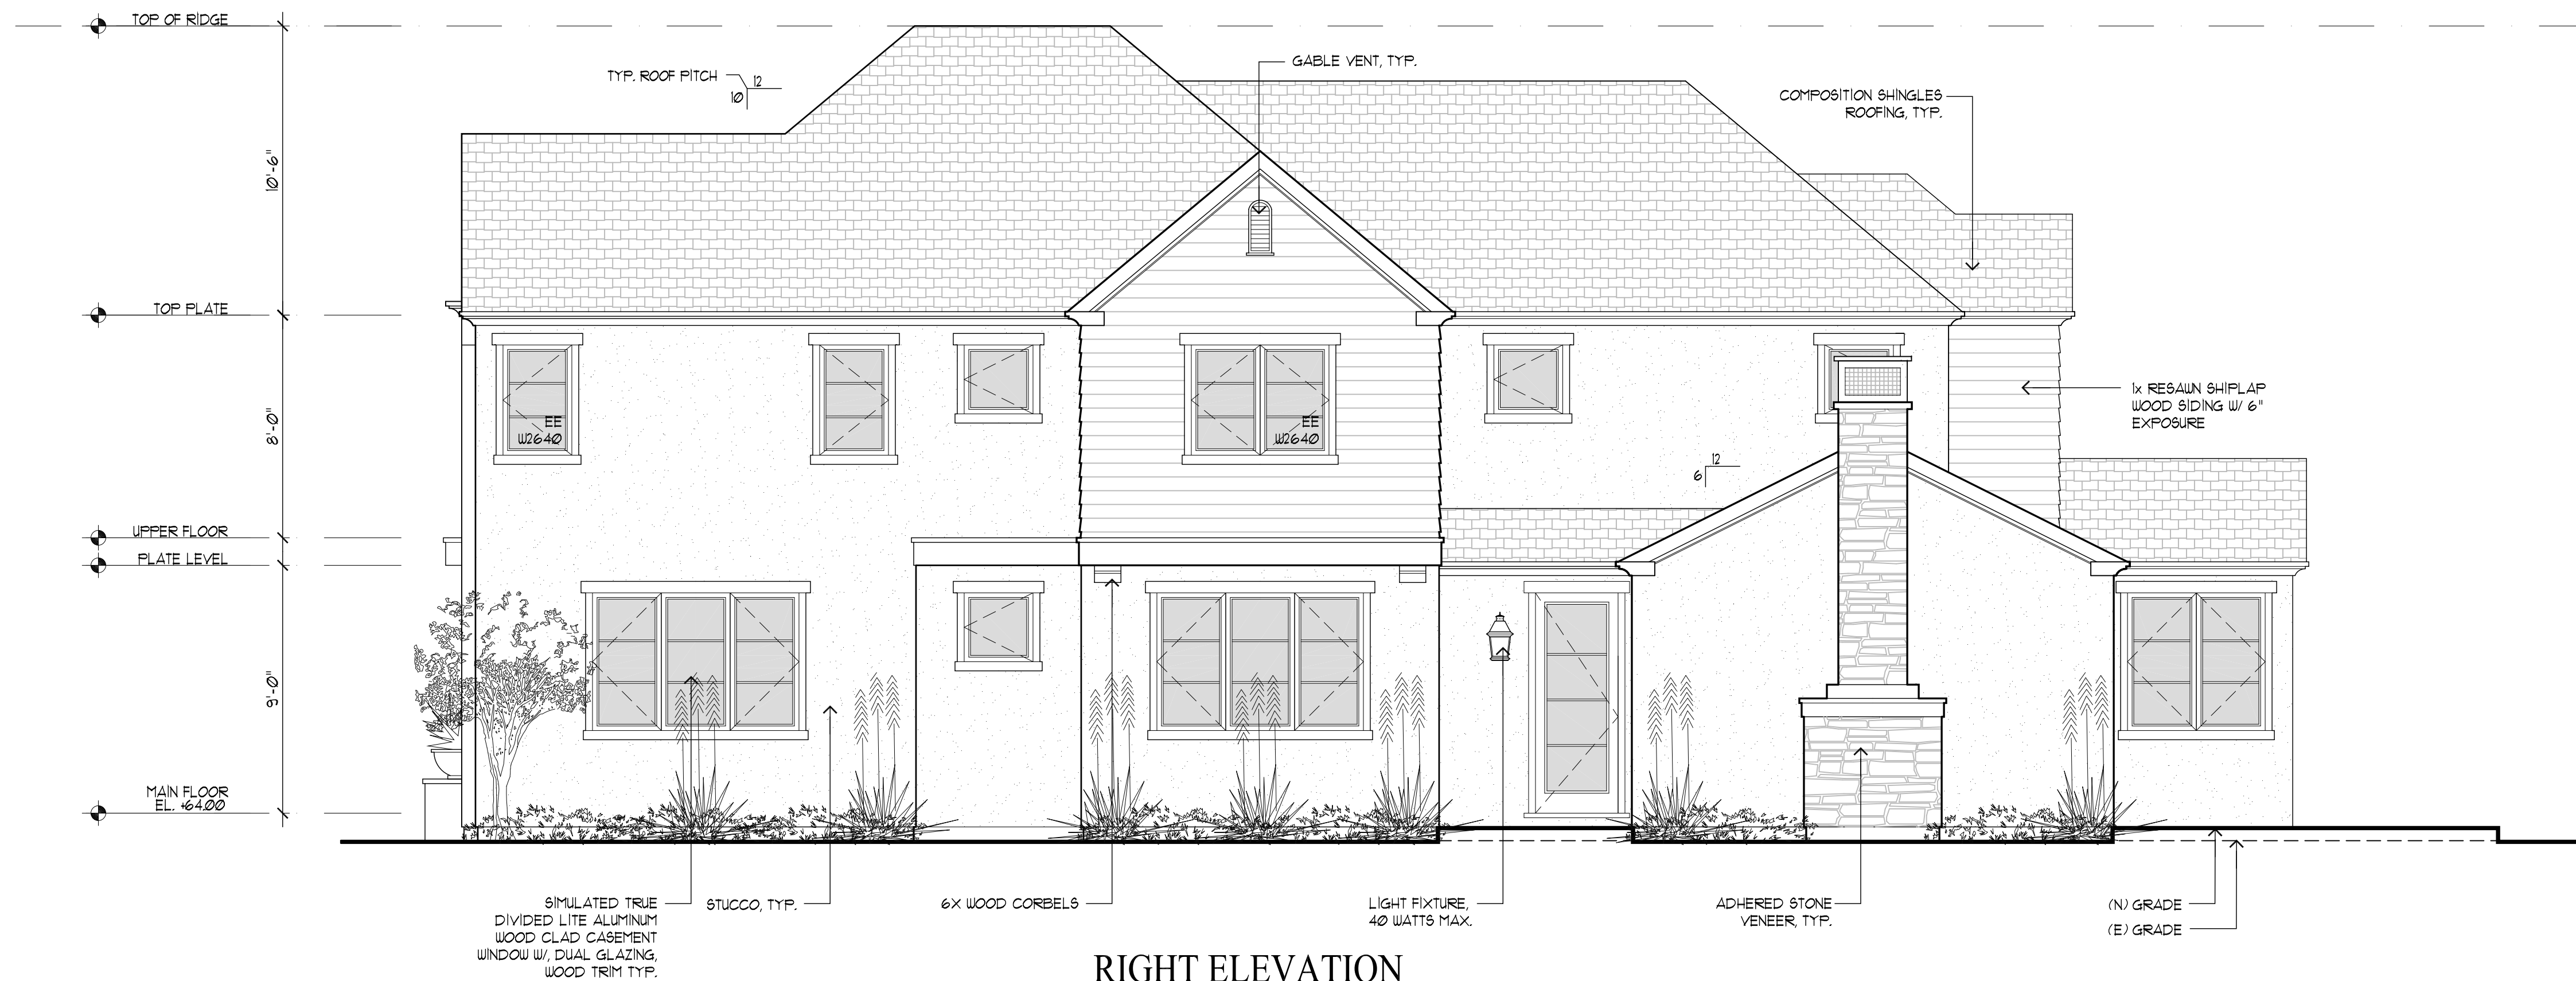 TOP OF RIDGE
TYP. ROOF PITCH
12
10
GABLE VENT, TYP.
COMPOSITION SHINGLES
ROOFING, TYP.
10'-6"
TOP PLATE
8'-0"
EE
W2640
EE
W2640
1x RESAWN SHIPLAP
WOOD SIDING W/ 6"
EXPOSURE
12
6
UPPER FLOOR
PLATE LEVEL
9'-0"
MAIN FLOOR
EL. +64.00
SIMULATED TRUE
DIVIDED LITE ALUMINUM
WOOD CLAD CASEMENT
WINDOW W/, DUAL GLAZING,
WOOD TRIM TYP.
STUCCO, TYP.
6X WOOD CORBELS
LIGHT FIXTURE,
40 WATTS MAX.
ADHERED STONE
VENEER, TYP.
(N) GRADE
(E) GRADE
RIGHT ELEVATION